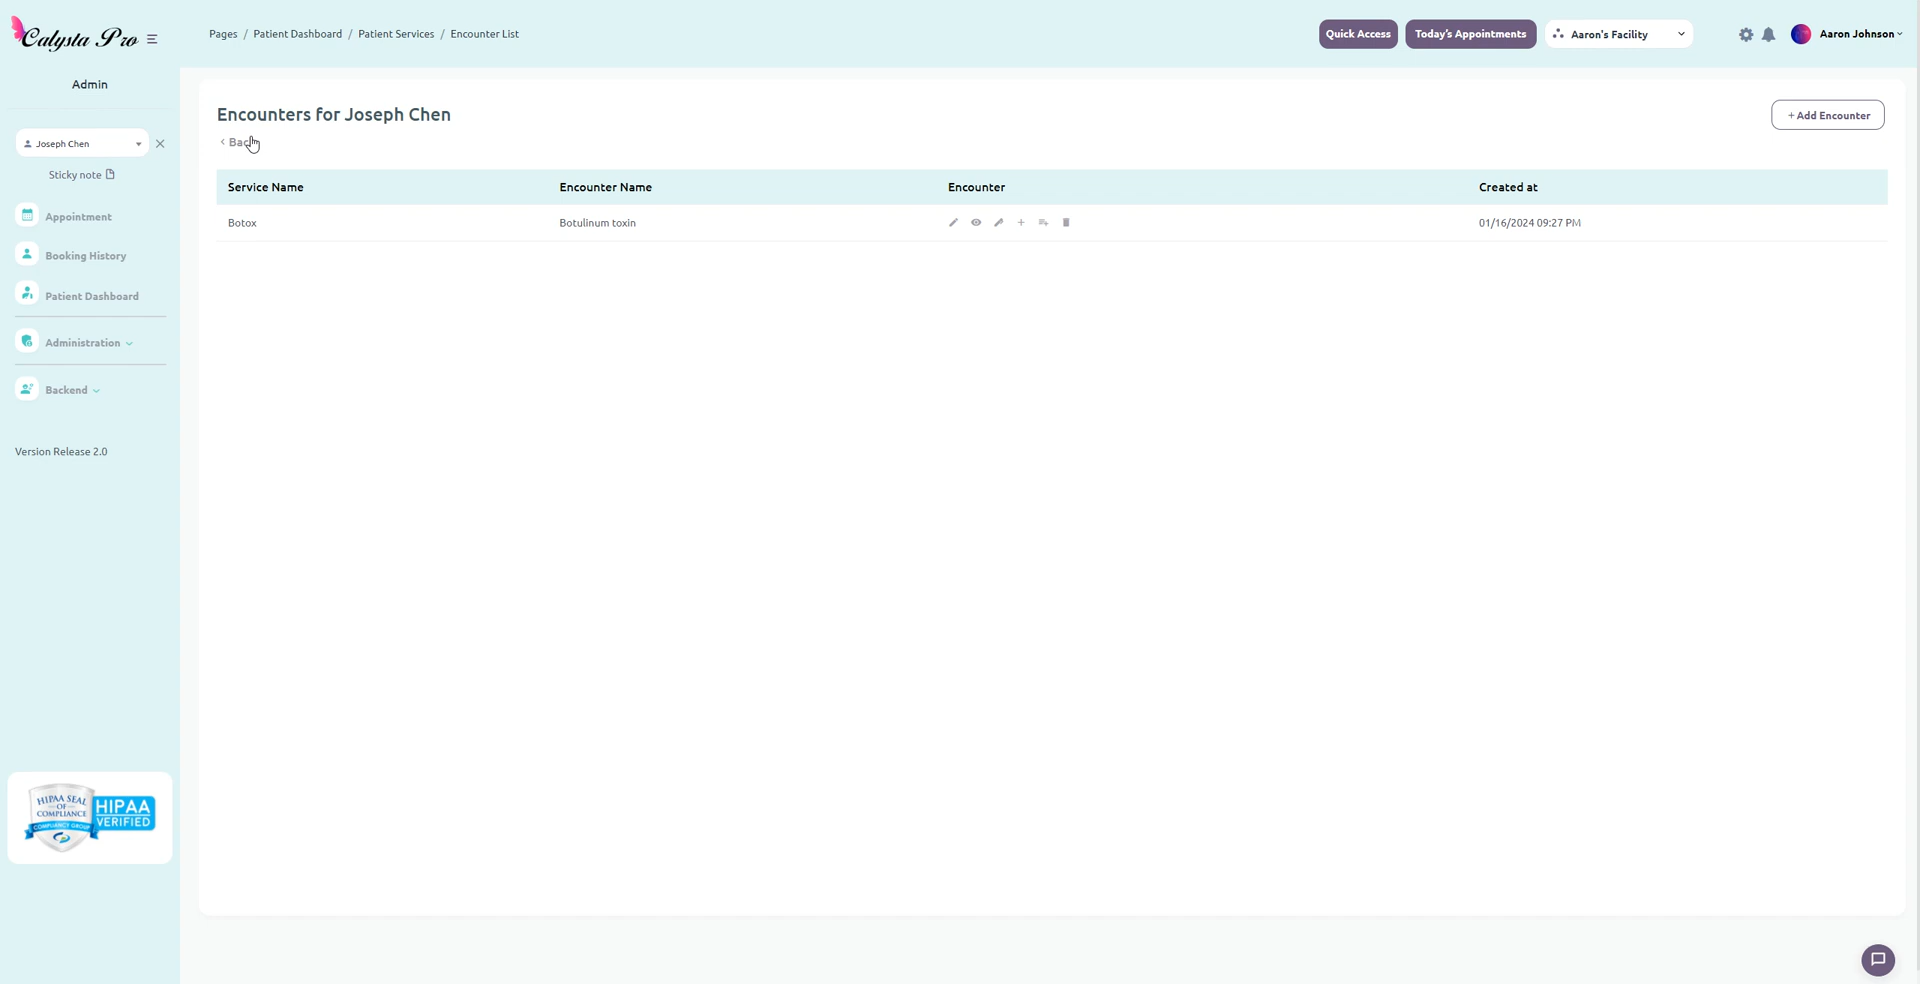 Calysta Pro
Pages / Patient Dashboard / Patient Services / Encounter List
Quick Access
Today's Appointments
Aaron's Facility
Aaron Johnson
Admin
Joseph Chen
Sticky note
Appointment
Booking History
Patient Dashboard
Administration
Backend
Version Release 2.0
HIPAA SEAL
OF
COMPLIANCE
COMPLIANCY GROUP
HIPAA
VERIFIED
Encounters for Joseph Chen
+ Add Encounter
< Back
Service Name Encounter Name Encounter Created at
Botox Botulinum toxin 01/16/2024 09:27 PM